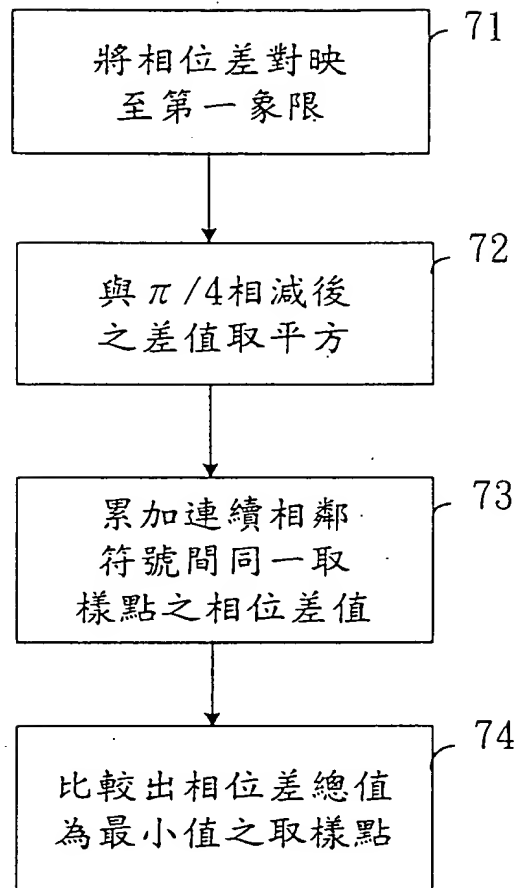 71
將相位差對映
至第一象限
72
與π/4相減後
之差值取平方
73
累加連續相鄰
符號間同一取
樣點之相位差值
74
比較出相位差總值
為最小值之取樣點